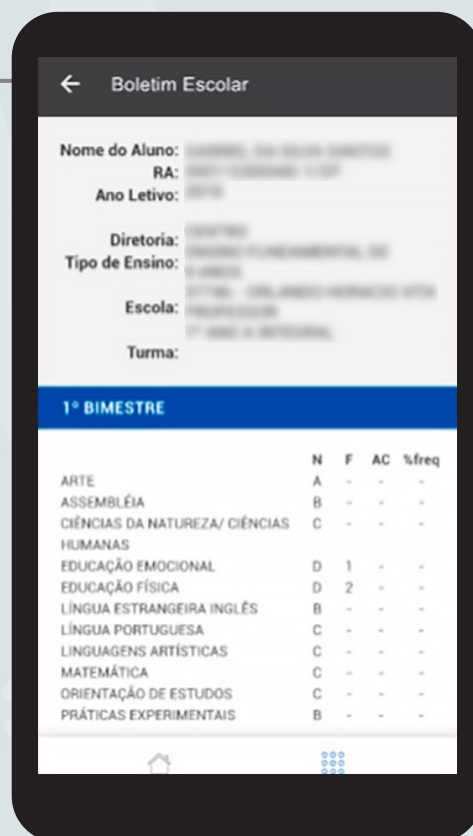 Boletim Escolar
Nome do Aluno:
RA:
Ano Letivo:
Diretoria:
Tipo de Ensino:
Escola:
Turma:
1º BIMESTRE
N F AC %freq
ARTE A - - -
ASSEMBLÉIA B - - -
CIÊNCIAS DA NATUREZA/ CIÊNCIAS C - - -
HUMANAS
EDUCAÇÃO EMOCIONAL D 1 - -
EDUCAÇÃO FÍSICA D 2 - -
LÍNGUA ESTRANGEIRA INGLÊS B - - -
LÍNGUA PORTUGUESA C - - -
LINGUAGENS ARTÍSTICAS C - - -
MATEMÁTICA C - - -
ORIENTAÇÃO DE ESTUDOS C - - -
PRÁTICAS EXPERIMENTAIS B - - -